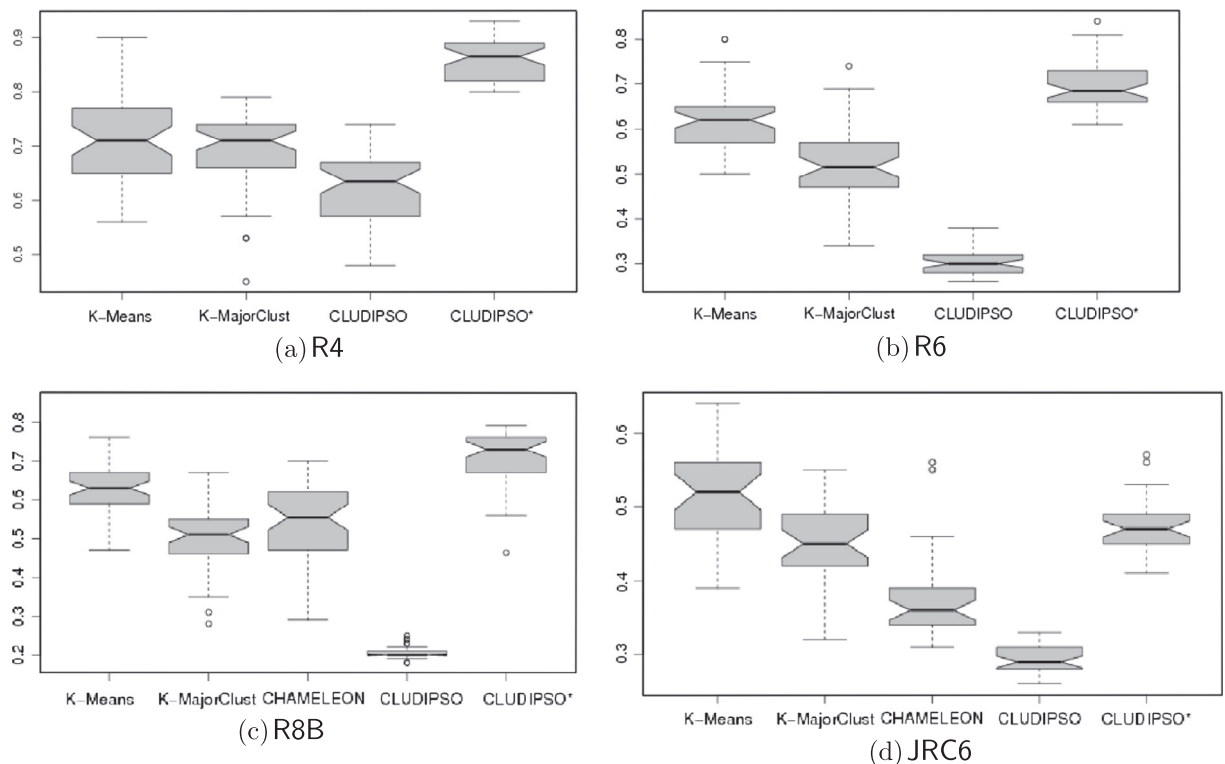 0.9
0.8
0.7
0.6
0.5
K-Means K-MajorClust CLUDIPSO CLUDIPSO*
(a) R4
0.8
0.7
0.6
0.5
0.4
0.3
K-Means K-MajorClust CLUDIPSO CLUDIPSO*
(b) R6
0.8
0.7
0.6
0.5
0.4
0.3
0.2
K-Means K-MajorClust CHAMELEON CLUDIPSO CLUDIPSO*
(c) R8B
0.6
0.5
0.4
0.3
K-Means K-MajorClust CHAMELEON CLUDIPSO CLUDIPSO*
(d) JRC6